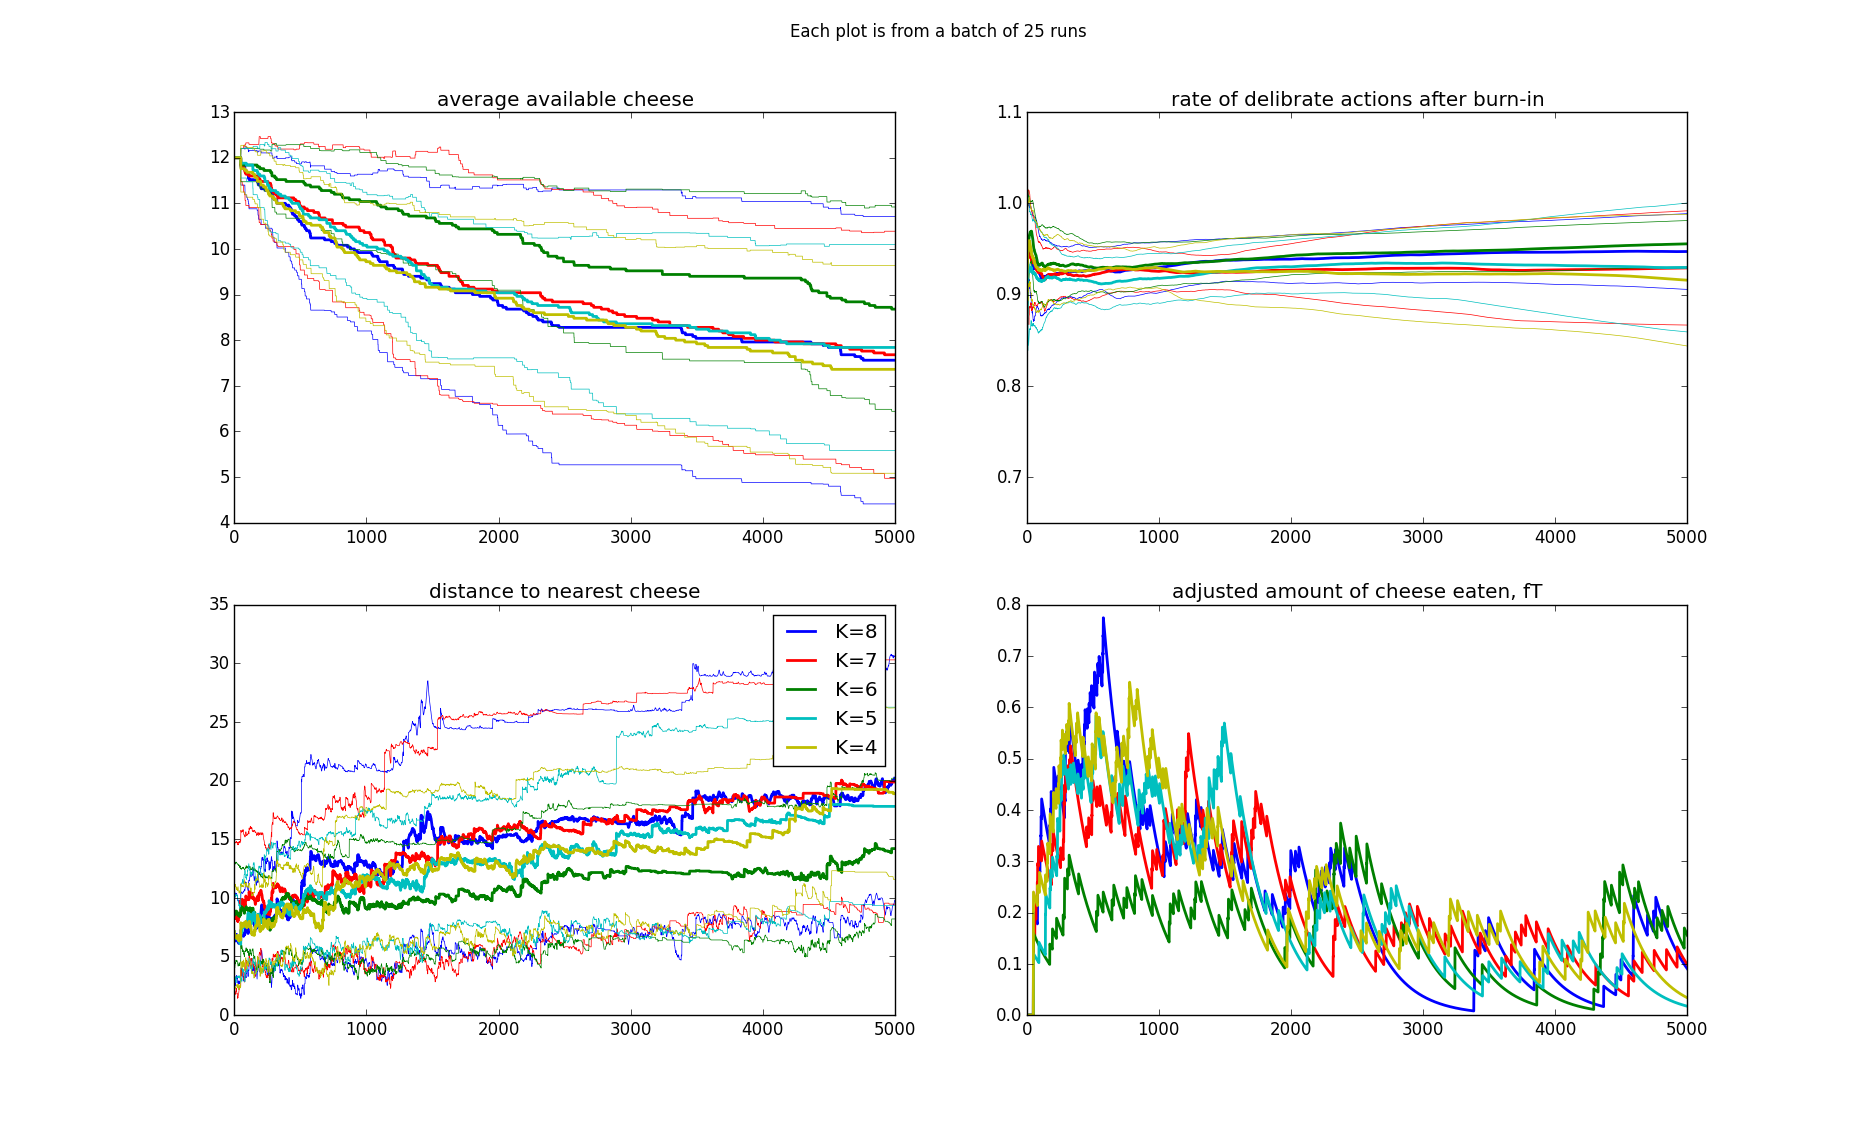 Each plot is from a batch of 25 runs
average available cheese
13
12
11
10
9
8
7
6
5
4
0 1000 2000 3000 4000 5000
rate of delibrate actions after burn-in
1.1
1.0
0.9
0.8
0.7
0 1000 2000 3000 4000 5000
distance to nearest cheese
35
30
25
20
15
10
5
0
K=8
K=7
K=6
K=5
K=4
0 1000 2000 3000 4000 5000
adjusted amount of cheese eaten, fT
0.8
0.7
0.6
0.5
0.4
0.3
0.2
0.1
0.0
0 1000 2000 3000 4000 5000